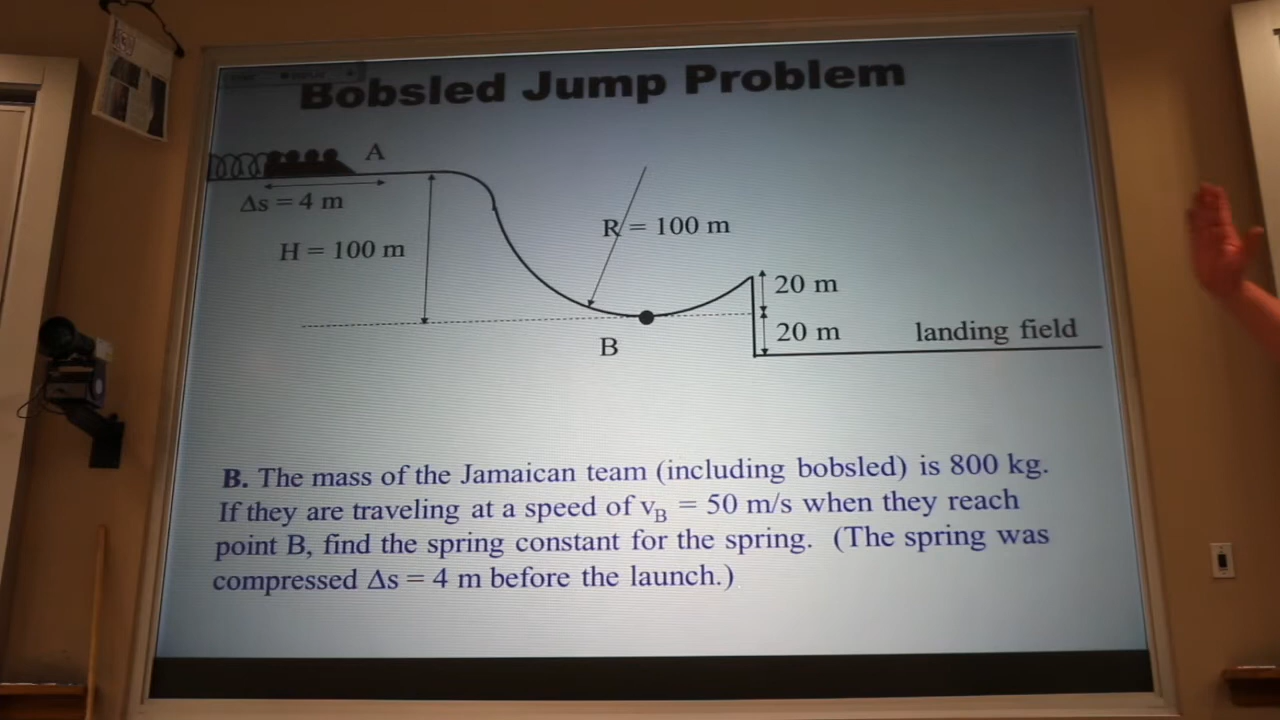 Bobsled Jump Problem
A
Δs = 4 m
H = 100 m
R = 100 m
20 m
20 m
landing field
B
B. The mass of the Jamaican team (including bobsled) is 800 kg.
If they are traveling at a speed of vB = 50 m/s when they reach
point B, find the spring constant for the spring. (The spring was
compressed Δs = 4 m before the launch.)